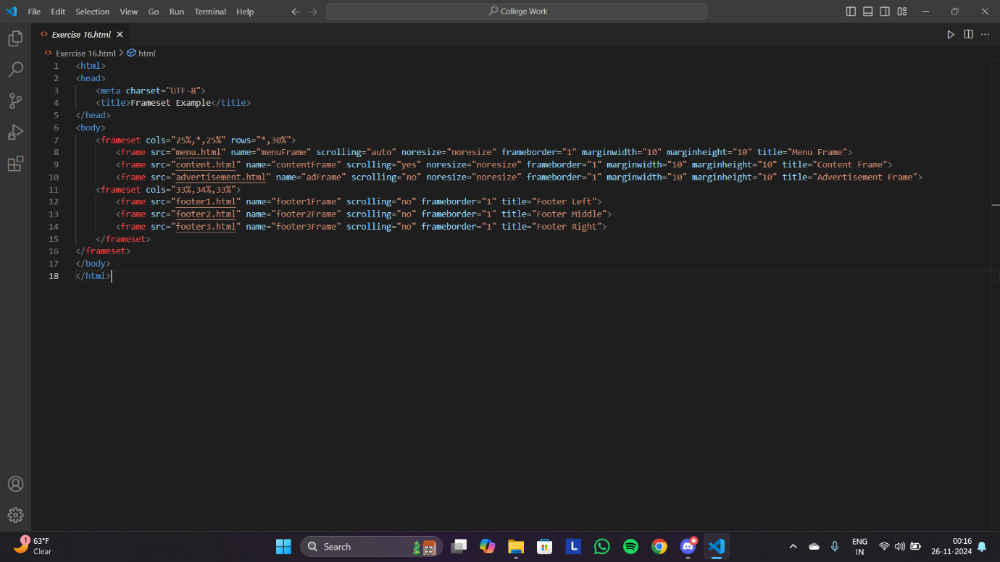 File Edit Selection View Go Run Terminal Help
College Work
Exercise 16.html
Exercise 16.html > html
1 <html>
2 <head>
3     <meta charset="UTF-8">
4     <title>Frameset Example</title>
5 </head>
6 <body>
7     <frameset cols="25%,*,25%" rows="*,30%">
8         <frame src="menu.html" name="menuFrame" scrolling="auto" noresize="noresize" frameborder="1" marginwidth="10" marginheight="10" title="Menu Frame">
9         <frame src="content.html" name="contentFrame" scrolling="yes" noresize="noresize" frameborder="1" marginwidth="10" marginheight="10" title="Content Frame">
10         <frame src="advertisement.html" name="adFrame" scrolling="no" noresize="noresize" frameborder="1" marginwidth="10" marginheight="10" title="Advertisement Frame">
11     <frameset cols="33%,34%,33%">
12         <frame src="footer1.html" name="footer1Frame" scrolling="no" frameborder="1" title="Footer Left">
13         <frame src="footer2.html" name="footer2Frame" scrolling="no" frameborder="1" title="Footer Middle">
14         <frame src="footer3.html" name="footer3Frame" scrolling="no" frameborder="1" title="Footer Right">
15     </frameset>
16 </frameset>
17 </body>
18 </html>
1
63°F
Clear
Search
L
ENG
IN
00:16
26-11-2024